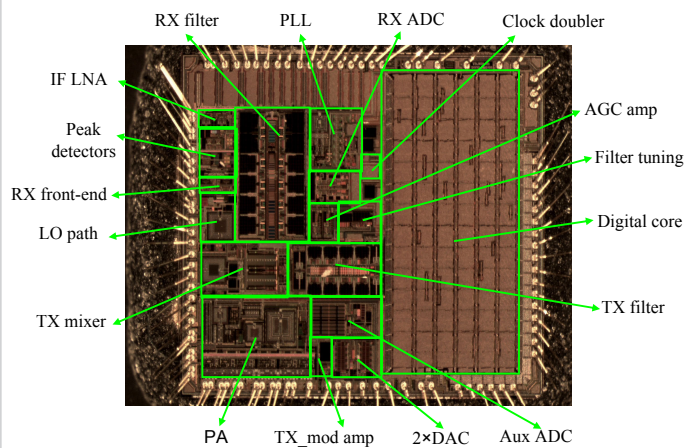 RX filter
PLL
RX ADC
Clock doubler
IF LNA
AGC amp
Peak
detectors
Filter tuning
RX front-end
Digital core
LO path
TX mixer
TX filter
PA
TX_mod amp
2×DAC
Aux ADC